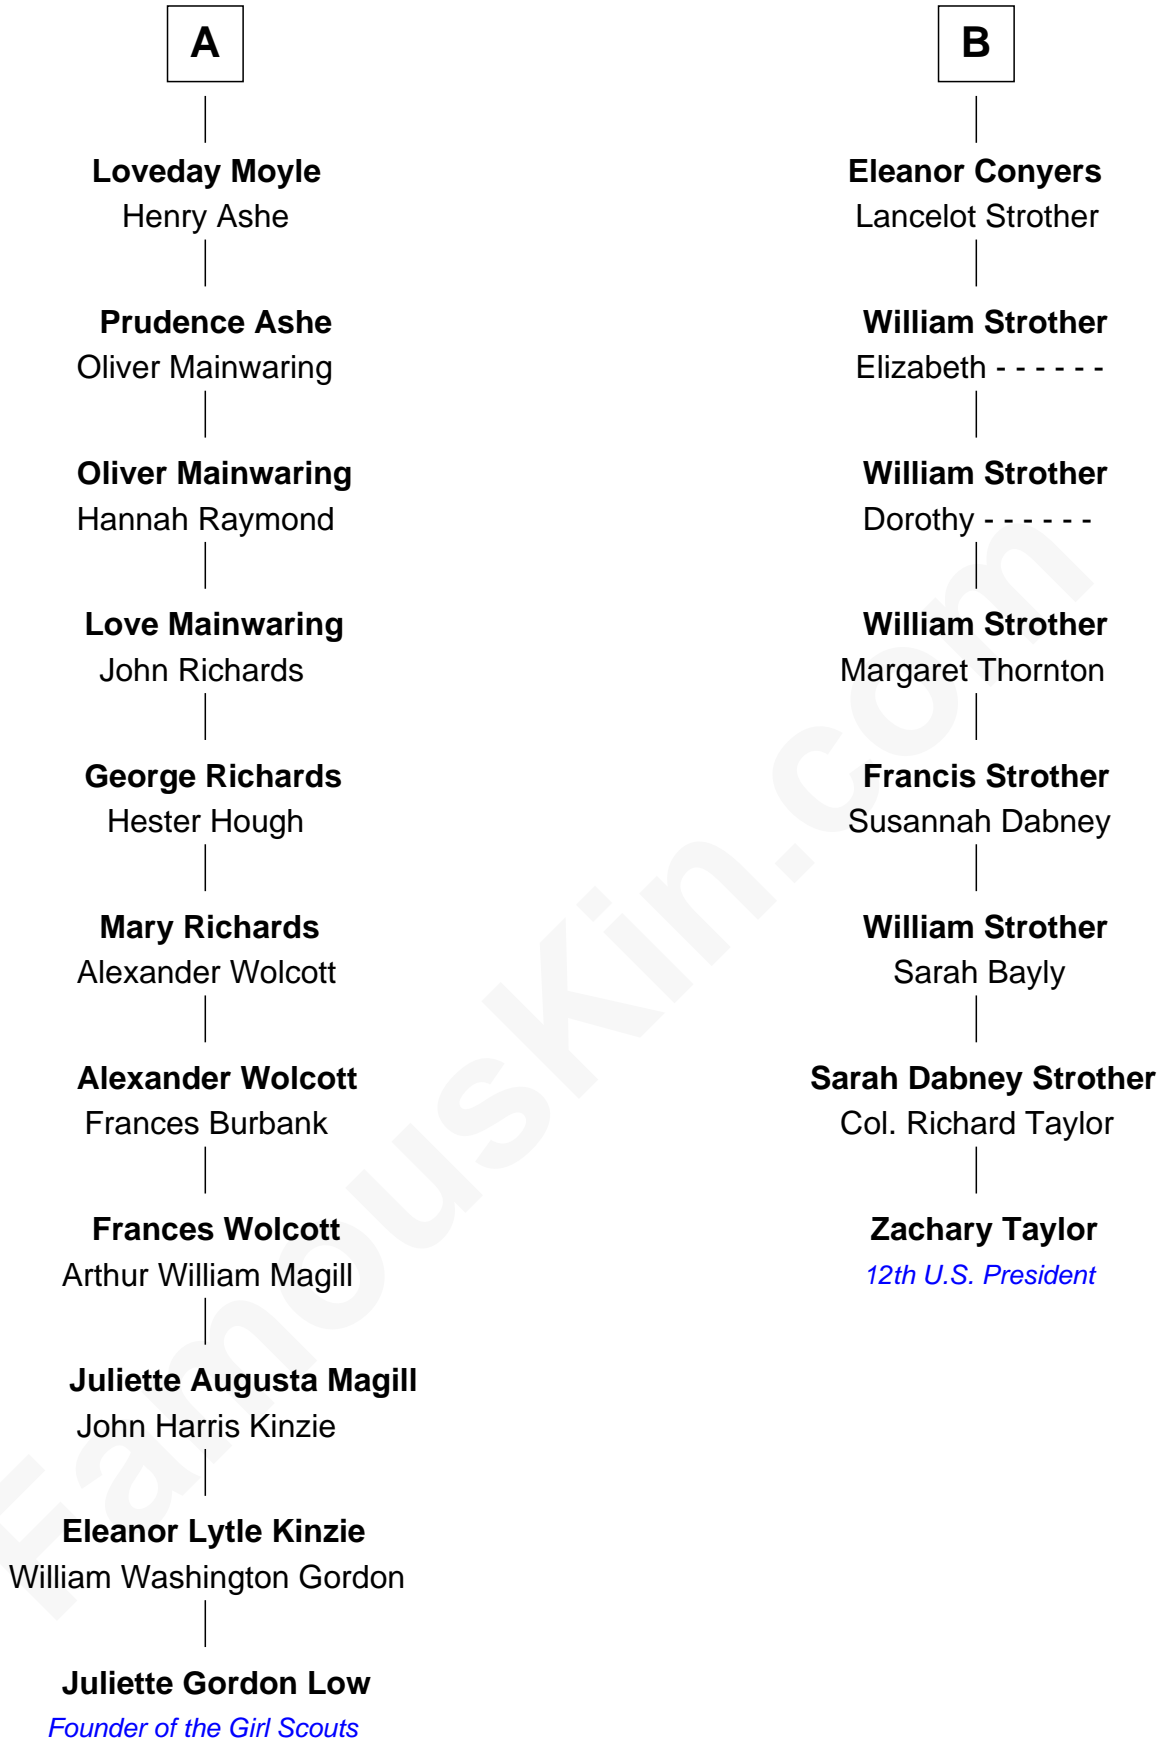 A
Loveday Moyle
Henry Ashe
Prudence Ashe
Oliver Mainwaring
Oliver Mainwaring
Hannah Raymond
Love Mainwaring
John Richards
George Richards
Hester Hough
Mary Richards
Alexander Wolcott
Alexander Wolcott
Frances Burbank
Frances Wolcott
Arthur William Magill
Juliette Augusta Magill
John Harris Kinzie
Eleanor Lytle Kinzie
William Washington Gordon
Juliette Gordon Low
Founder of the Girl Scouts
B
Eleanor Conyers
Lancelot Strother
William Strother
Elizabeth - - - - - -
William Strother
Dorothy - - - - - -
William Strother
Margaret Thornton
Francis Strother
Susannah Dabney
William Strother
Sarah Bayly
Sarah Dabney Strother
Col. Richard Taylor
Zachary Taylor
12th U.S. President
FamousKin.com